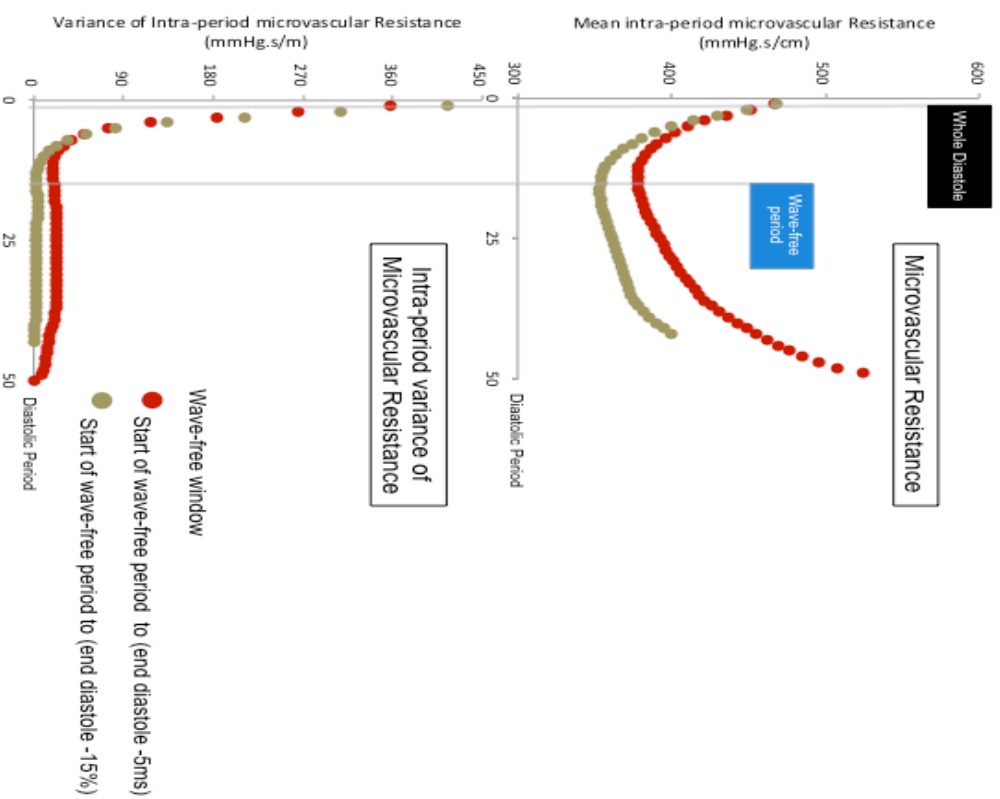 Mean intra-period microvascular Resistance
(mmHg.s/cm)
600
500
400
300
0
25
50
Diaatolic Period
Whole Diastole
Wave-free
period
Microvascular Resistance
Variance of Intra-period microvascular Resistance
(mmHg.s/m)
450
360
270
180
90
0
0
25
50
Diastolic Period
Intra-period variance of
Microvascular Resistance
Wave-free window
Start of wave-free period to (end diastole -5ms)
Start of wave-free period to (end diastole -15%)